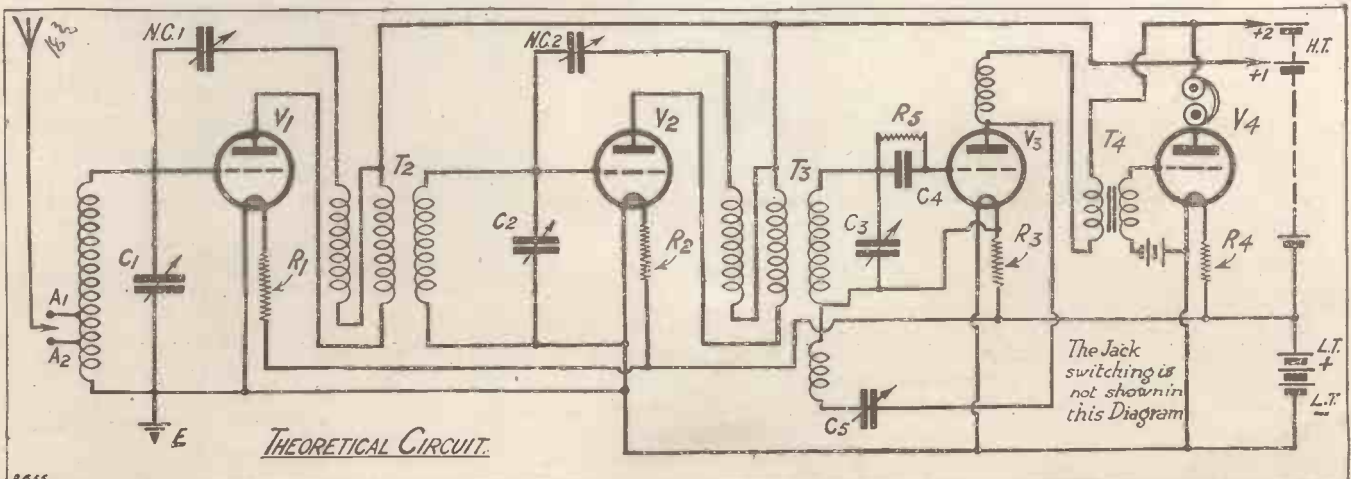 N.C.1
N.C.2
+2
H.T.
+1
V1
V2
R5
V3
V4
T2
T3
T4
C4
C1
C2
C3
R1
R2
R3
R4
A1
A2
L.T.
+
L.T.
−
C5
The Jack
switching is
not shown in
this Diagram
E
THEORETICAL CIRCUIT.